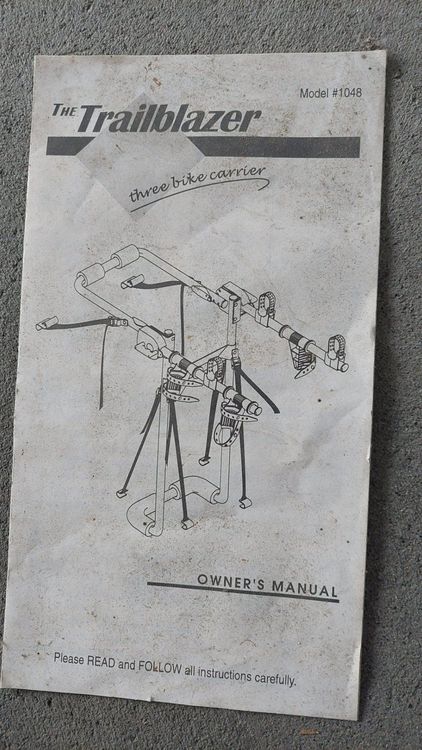 Model #1048
THE Trailblazer
three bike carrier
OWNER'S MANUAL
Please READ and FOLLOW all instructions carefully.